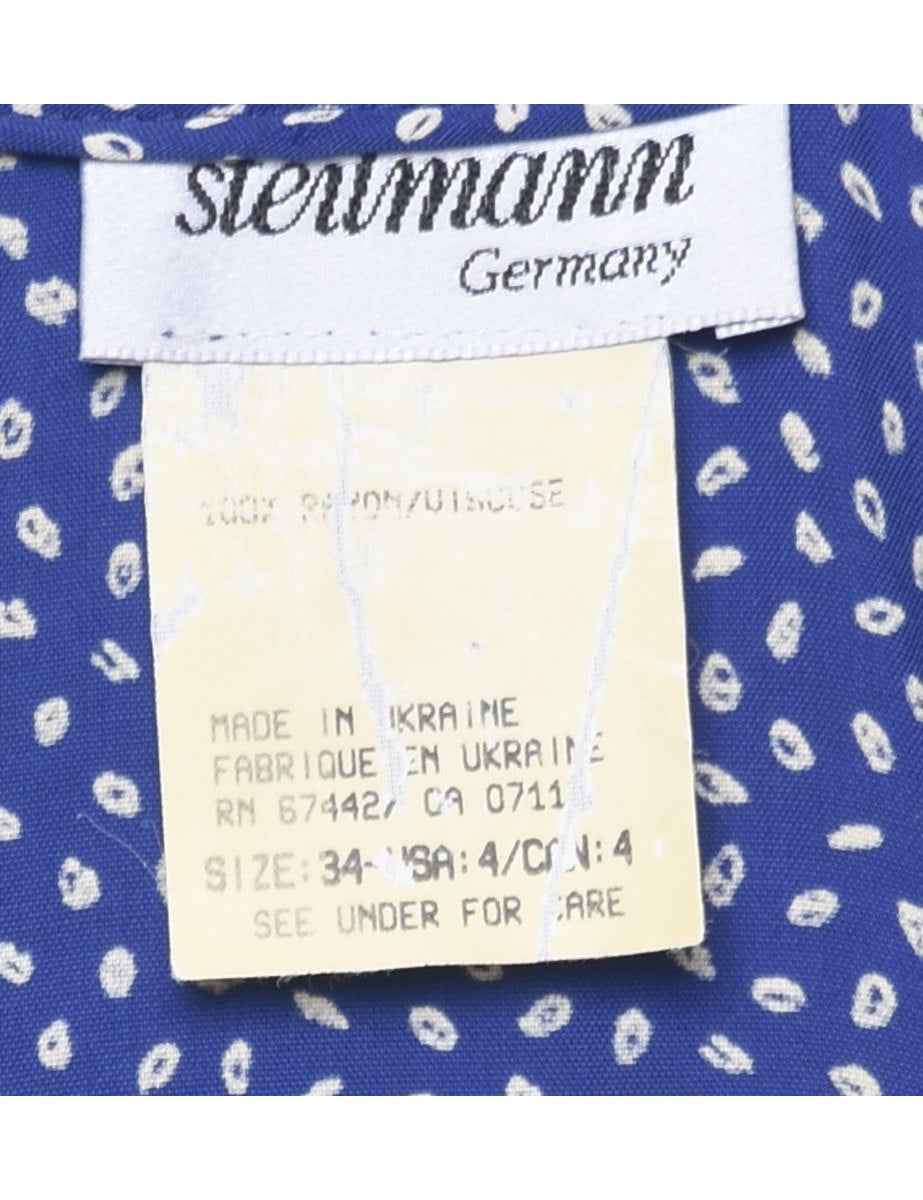 steilmann
Germany
100% RAYON/VISCOSE
MADE IN UKRAINE
FABRIQUE EN UKRAINE
RN 67442/ CA 0711
SIZE: 34- USA: 4/CAN: 4
SEE UNDER FOR CARE